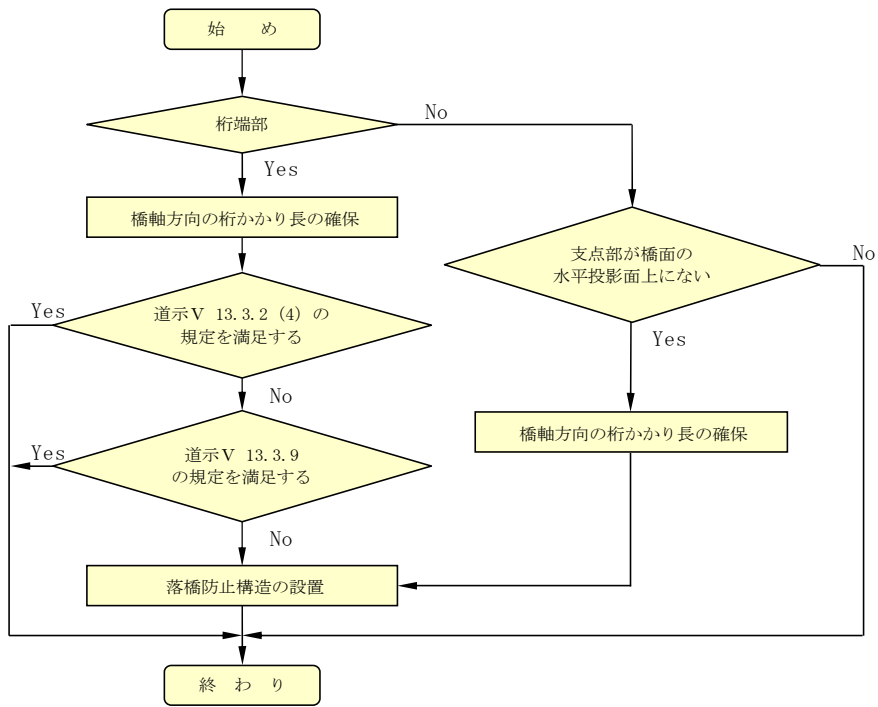 始 め
桁端部
No
Yes
橋軸方向の桁かかり長の確保
支点部が橋面の
水平投影面上にない
No
Yes
道示Ⅴ 13.3.2 (4) の
規定を満足する
Yes
No
橋軸方向の桁かかり長の確保
Yes
道示Ⅴ 13.3.9
の規定を満足する
No
落橋防止構造の設置
終 わ り